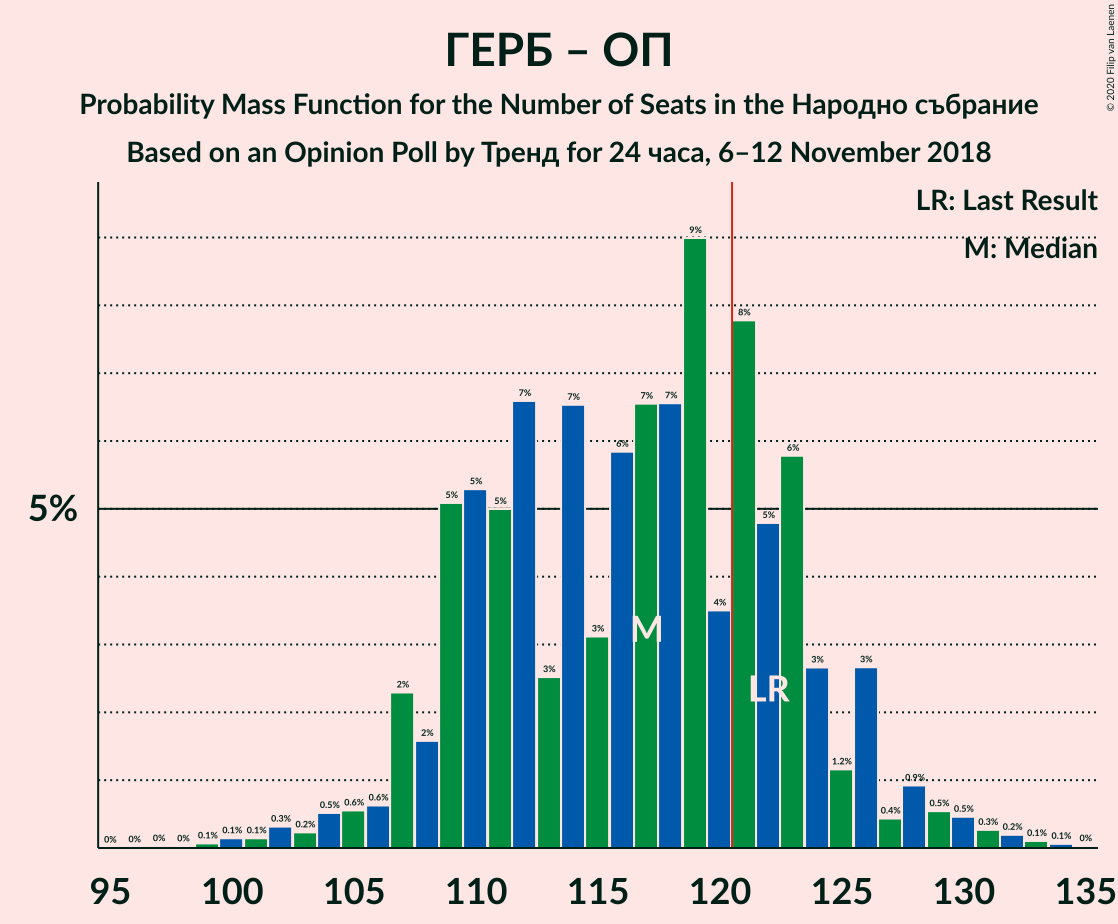 ГЕРБ – ОП
Probability Mass Function for the Number of Seats in the Народно събрание
Based on an Opinion Poll by Тренд for 24 часа, 6–12 November 2018
© 2020 Filip van Laenen
LR: Last Result
M: Median
5%
0% 0% 0% 0% 0.1% 0.1% 0.1% 0.3% 0.2% 0.5% 0.6% 0.6% 2% 2% 5% 5% 5% 7% 3% 7% 3% 6% 7% 7% 9% 4% 8% 5% 6% 3% 1.2% 3% 0.4% 0.9% 0.5% 0.5% 0.3% 0.2% 0.1% 0.1% 0%
M
LR
95 100 105 110 115 120 125 130 135